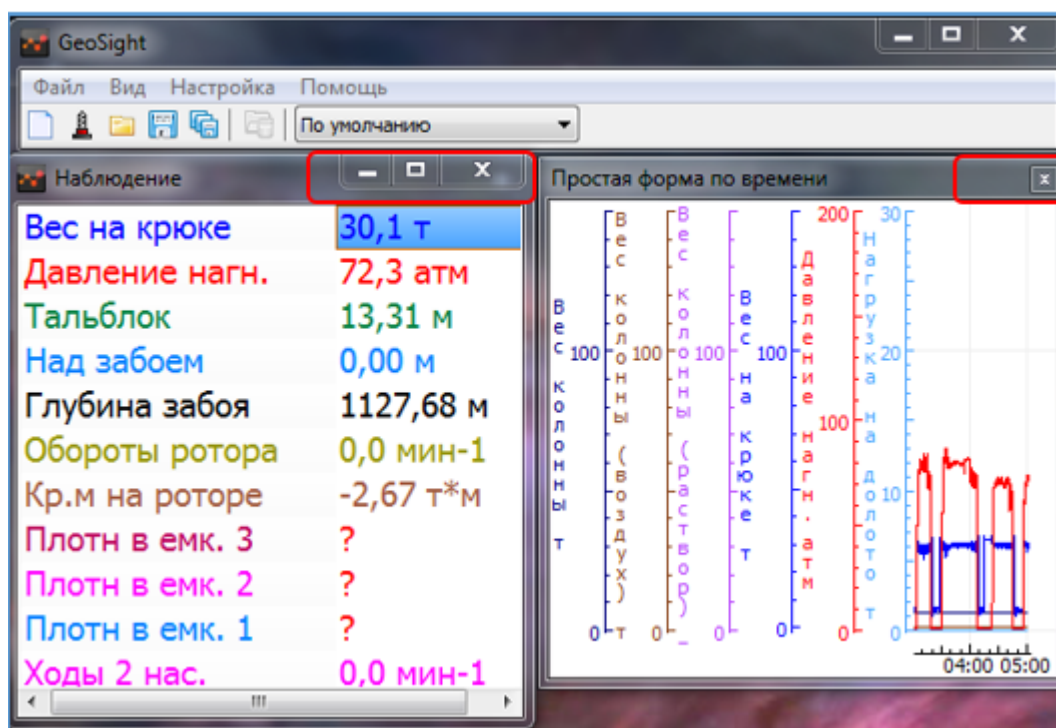 GeoSight
Файл Вид Настройка Помощь
По умолчанию
Наблюдение
Вес на крюке 30,1 т
Давление нагн. 72,3 атм
Тальблок 13,31 м
Над забоем 0,00 м
Глубина забоя 1127,68 м
Обороты ротора 0,0 мин-1
Кр.м на роторе -2,67 т*м
Плотн в емк. 3 ?
Плотн в емк. 2 ?
Плотн в емк. 1 ?
Ходы 2 нас. 0,0 мин-1
Простая форма по времени
Вес колонны т
100
0
Вес колонны (воздух) т
100
0
Вес колонны (раствор) _
100
0
Вес на крюке т
100
0
Давление нагн. атм
200
100
0
Нагрузка на долото т
30
20
10
0
04:00 05:00